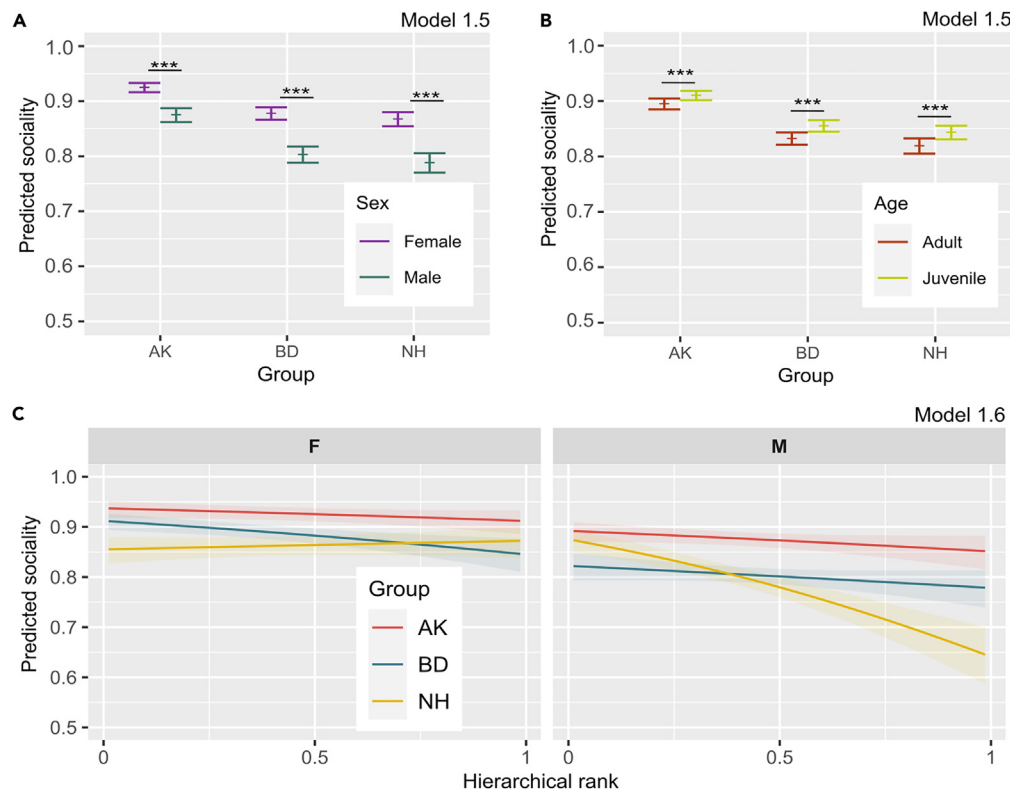 A
Model 1.5
Predicted sociality
1.0
0.9
0.8
0.7
0.6
0.5
***
***
***
Sex
Female
Male
AK
BD
NH
Group
B
Model 1.5
Predicted sociality
1.0
0.9
0.8
0.7
0.6
0.5
***
***
***
Age
Adult
Juvenile
AK
BD
NH
Group
C
Model 1.6
F
M
Predicted sociality
1.0
0.9
0.8
0.7
0.6
0.5
Group
AK
BD
NH
0
0.5
1
0
0.5
1
Hierarchical rank